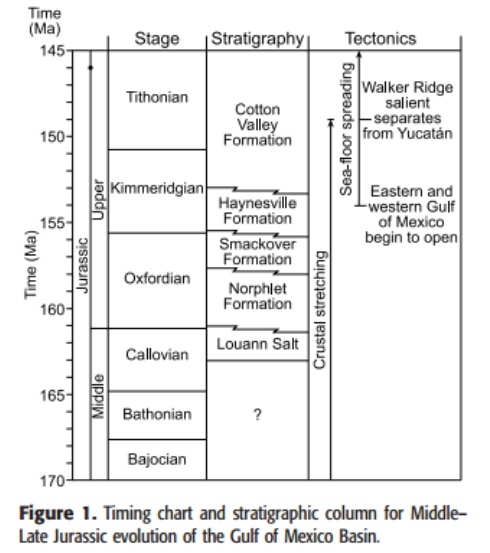 Time
(Ma)
Stage
Stratigraphy
Tectonics
145
150
155
160
165
170
Time (Ma)
Jurassic
Upper
Middle
Tithonian
Kimmeridgian
Oxfordian
Callovian
Bathonian
Bajocian
Cotton
Valley
Formation
Haynesville
Formation
Smackover
Formation
Norphlet
Formation
Louann Salt
?
Crustal stretching
Sea-floor spreading
Walker Ridge
salient
separates
from Yucatán
Eastern and
western Gulf
of Mexico
begin to open
Figure 1. Timing chart and stratigraphic column for Middle–
Late Jurassic evolution of the Gulf of Mexico Basin.